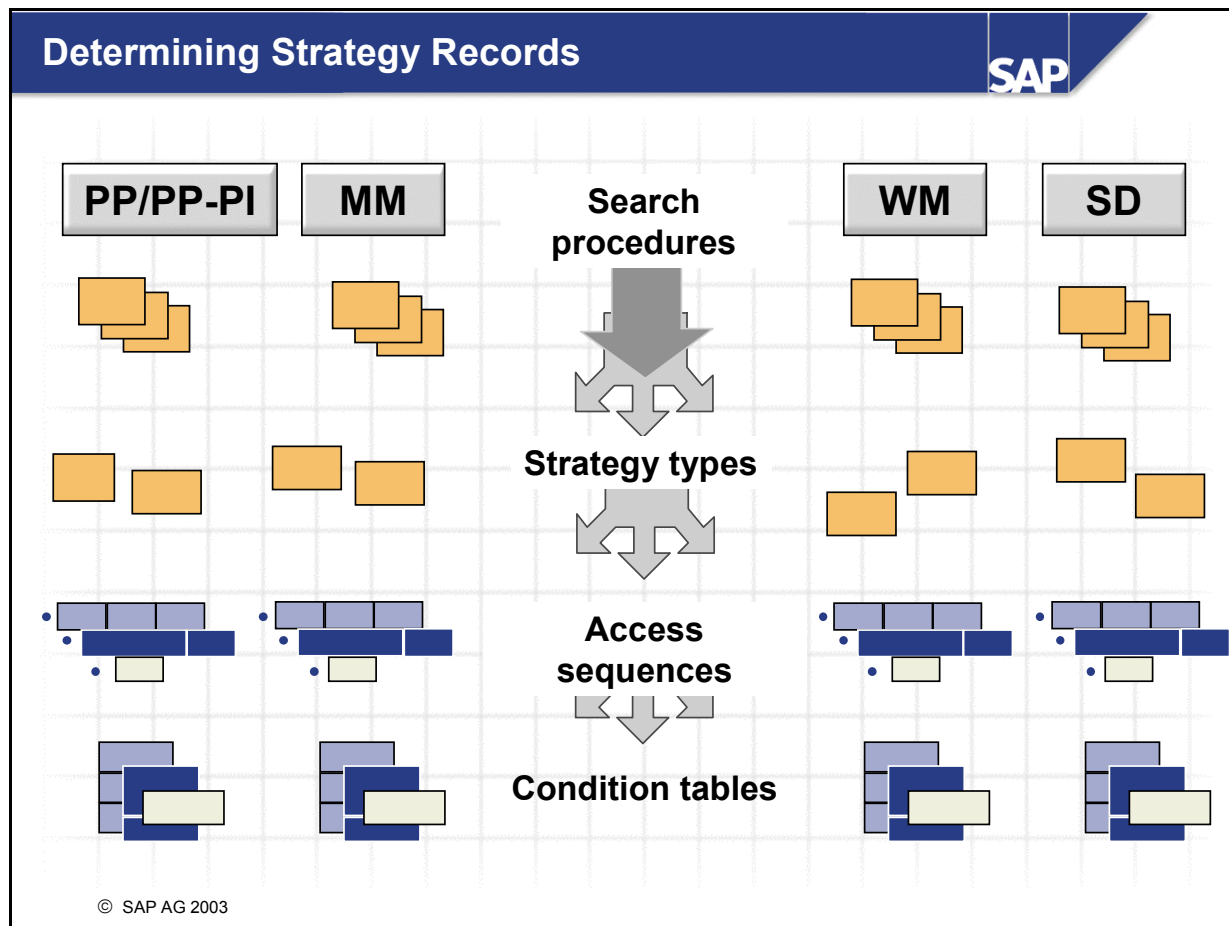 Determining Strategy Records
SAP
PP/PP-PI
MM
Search
procedures
WM
SD
Strategy types
Access
sequences
Condition tables
© SAP AG 2003